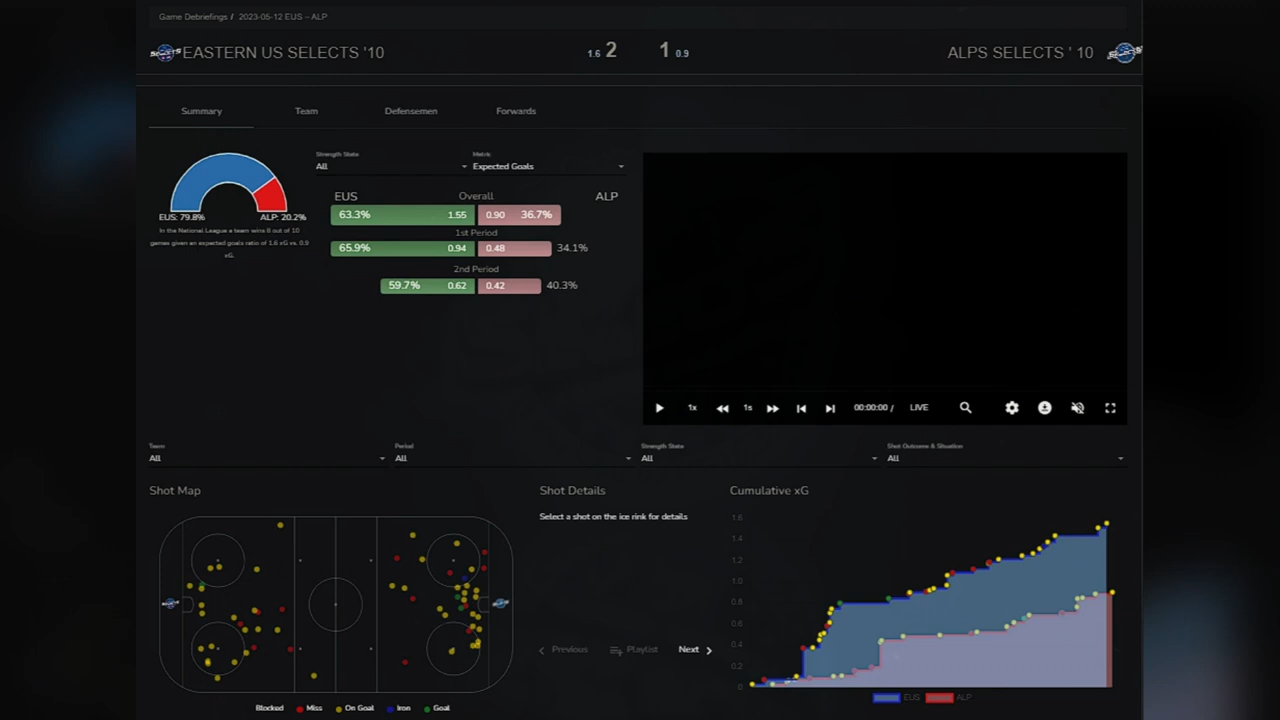 Game Debriefings / 2023-05-12 EUS – ALP
EASTERN US SELECTS '10 1.6 2 1 0.9 ALPS SELECTS ' 10
Summary Team Defensemen Forwards
Strength State Metric
All Expected Goals
EUS Overall ALP
63.3% 1.55 0.90 36.7%
1st Period
65.9% 0.94 0.48 34.1%
2nd Period
59.7% 0.62 0.42 40.3%
EUS: 79.8% ALP: 20.2%
In the National League a team wins 8 out of 10
games given an expected goals ratio of 1.6 xG vs. 0.9
xG.
1x 1s 00:00:00 / LIVE
Team Period Strength State Shot Outcome & Situation
All All All All
Shot Map Shot Details Cumulative xG
Select a shot on the ice rink for details
1.6
1.4
1.2
1.0
0.8
0.6
0.4
0.2
0
Previous Playlist Next
EUS ALP
Blocked Miss On Goal Iron Goal